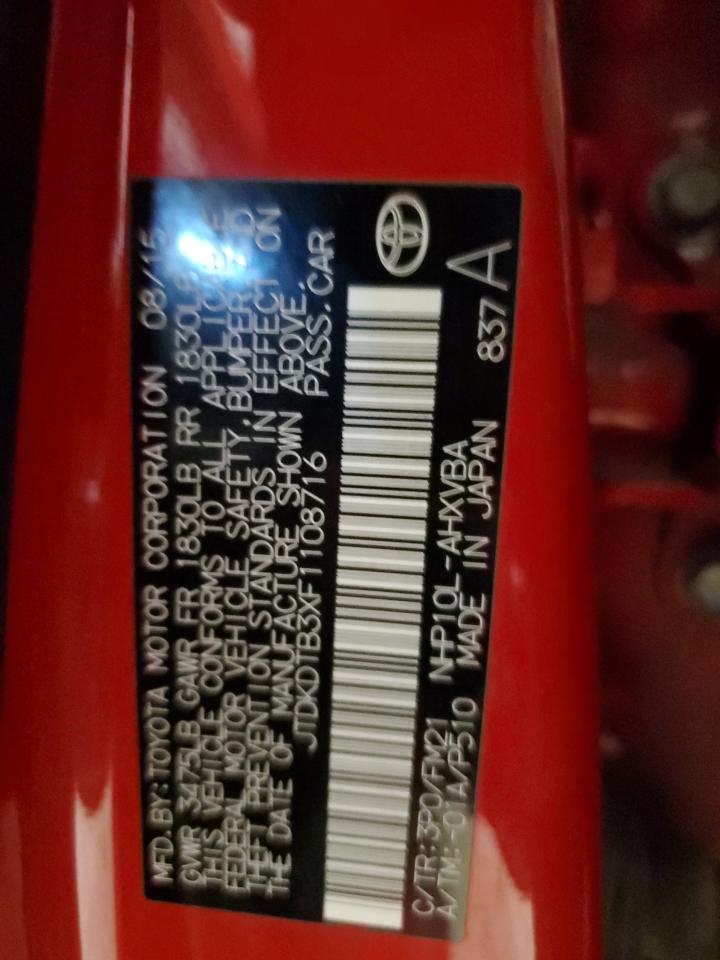 MFD.BY: TOYOTA MOTOR CORPORATION 08/15
GVWR 3475LB GAWR FR 1830LB RR 1830LB
THIS VEHICLE CONFORMS TO ALL APPLICABLE
FEDERAL MOTOR VEHICLE SAFETY, BUMPER, AND
THEFT PREVENTION STANDARDS IN EFFECT ON
THE DATE OF MANUFACTURE SHOWN ABOVE.
JTDKDTB3XF1108716 PASS.CAR
C/TR:3P0/FM21 NHP10L-AHXVBA
A/TM:-01A/P510 MADE IN JAPAN 837 A